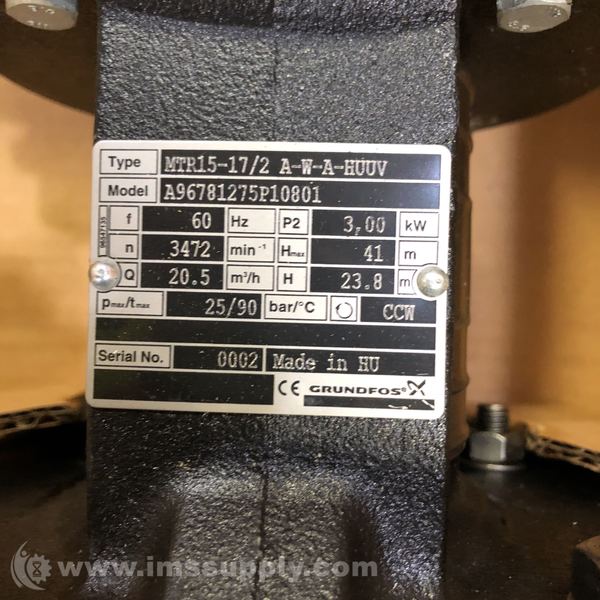 Type MTR15-17/2 A-W-A-HUUV
Model A96781275P10801
f 60 Hz P2 3,00 kW
n 3472 min⁻¹ Hmax 41 m
Q 20.5 m³/h H 23.8 m
pmax/tmax 25/90 bar/°C CCW
Serial No. 0002 Made in HU
CE GRUNDFOS
96547135
www.imssupply.com